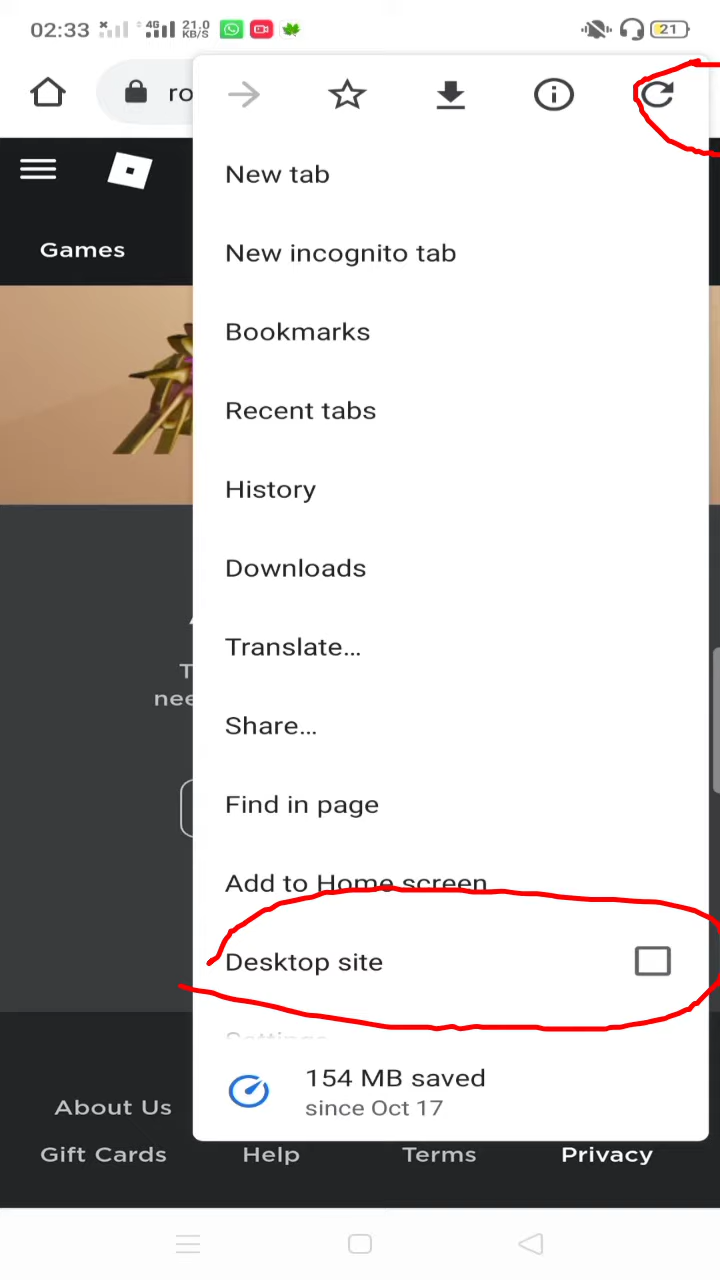 02:33
4G
21.0
KB/S
21
ro
New tab
Games
New incognito tab
Bookmarks
Recent tabs
History
Downloads
Translate...
Share...
Find in page
Add to Home screen
Desktop site
Settings
154 MB saved
since Oct 17
About Us
Gift Cards
Help
Terms
Privacy